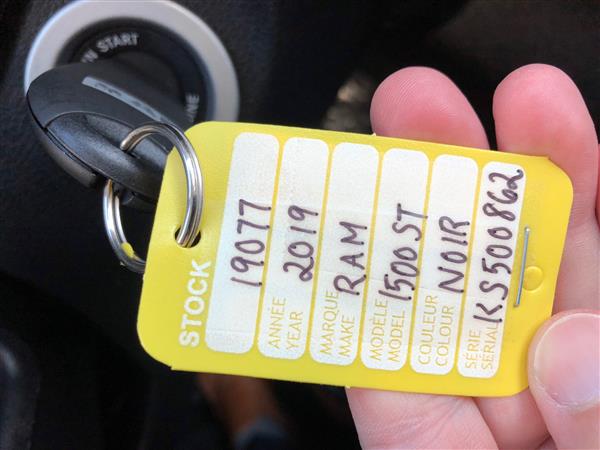 N START
NE
STOCK 19077
ANNÉE YEAR 2019
MARQUE MAKE RAM
MODÈLE MODEL 1500 ST
COULEUR COLOUR NOIR
SÉRIE SERIAL KS500862